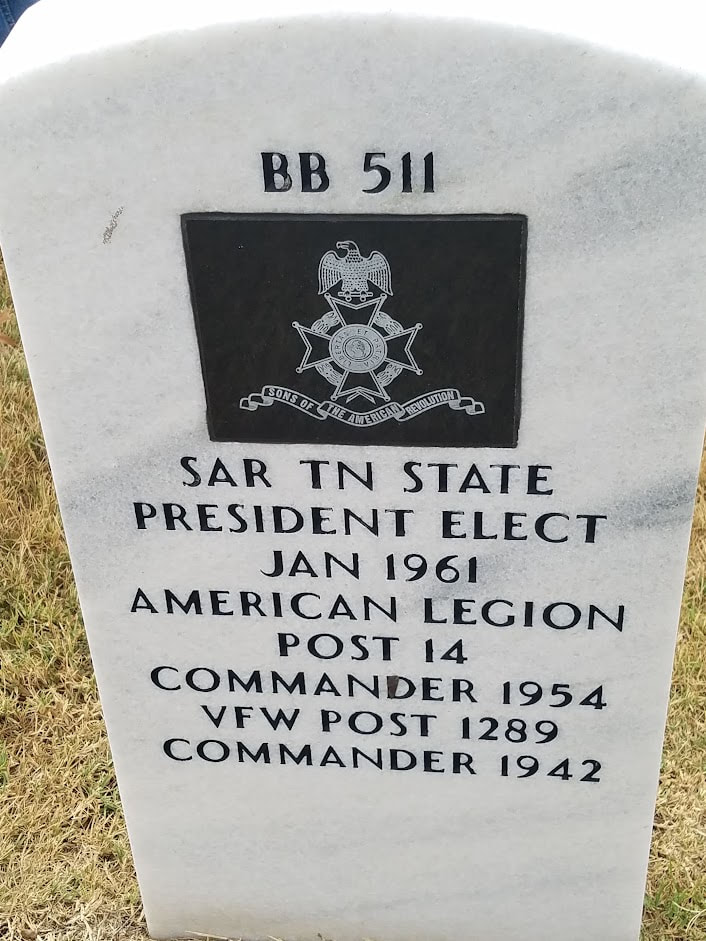 BB 511
SONS OF THE AMERICAN REVOLUTION
SAR TN STATE
PRESIDENT ELECT
JAN 1961
AMERICAN LEGION
POST 14
COMMANDER 1954
VFW POST 1289
COMMANDER 1942